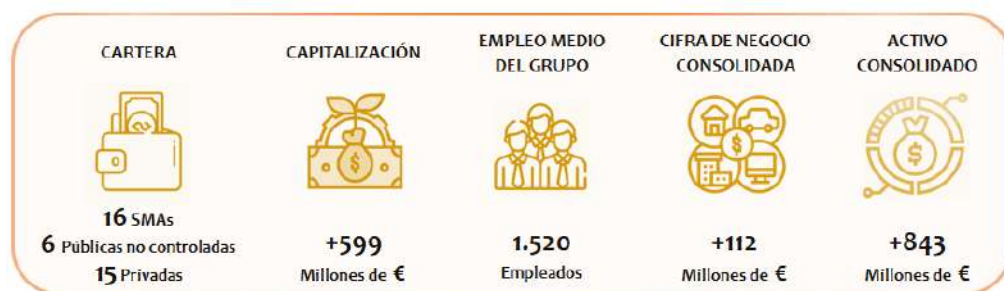 CARTERA
16 SMAs
6 Públicas no controladas
15 Privadas
CAPITALIZACIÓN
$
+599
Millones de €
EMPLEO MEDIO
DEL GRUPO
1.520
Empleados
CIFRA DE NEGOCIO
CONSOLIDADA
$
+112
Millones de €
ACTIVO
CONSOLIDADO
$
+843
Millones de €